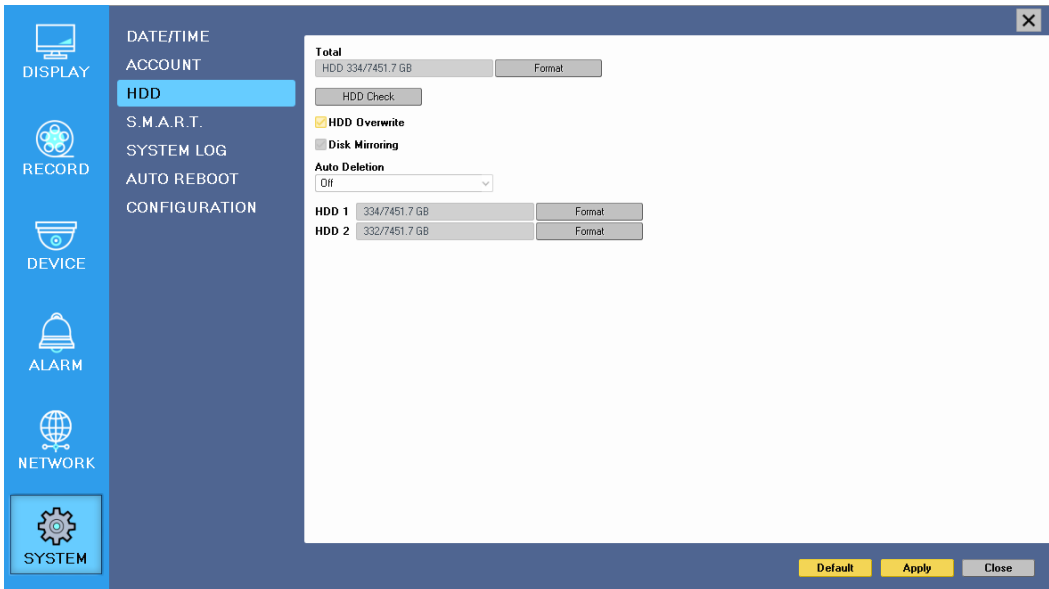 DISPLAY
RECORD
DEVICE
ALARM
NETWORK
SYSTEM
DATE/TIME
ACCOUNT
HDD
S.M.A.R.T.
SYSTEM LOG
AUTO REBOOT
CONFIGURATION
Total
HDD 334/7451.7 GB Format
HDD Check
HDD Overwrite
Disk Mirroring
Auto Deletion
Off
HDD 1 334/7451.7 GB Format
HDD 2 332/7451.7 GB Format
Default Apply Close